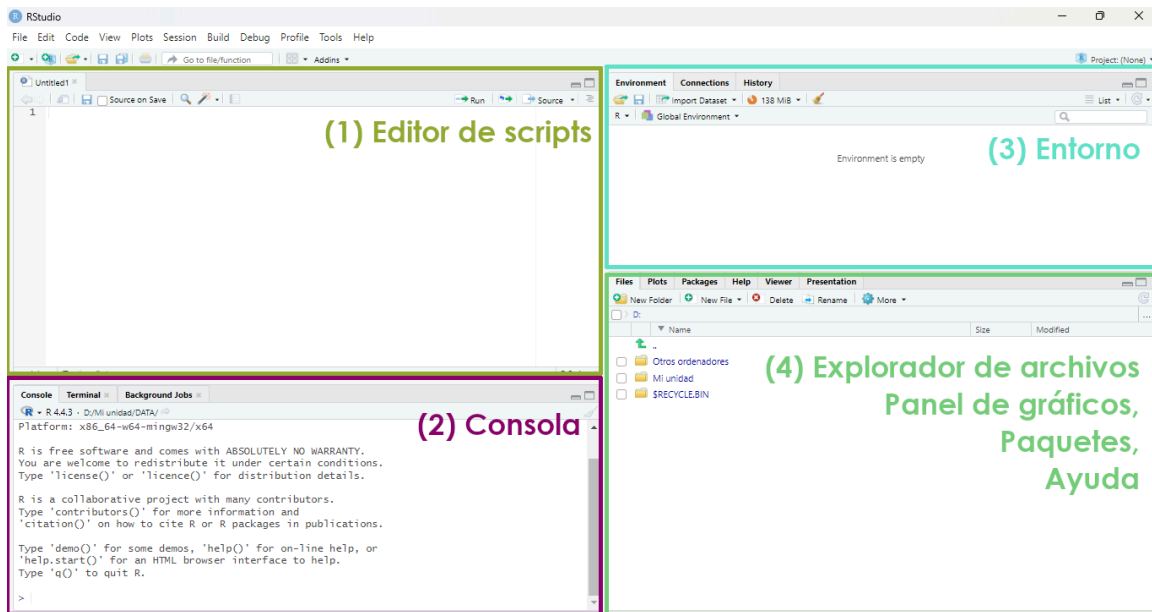 RStudio
File Edit Code View Plots Session Build Debug Profile Tools Help
Go to file/function Addins
Project: (None)
Untitled1
Source on Save Run Source
1
(1) Editor de scripts
Console Terminal Background Jobs
R 4.4.3 · D:/Mi unidad/DATA/
Platform: x86_64-w64-mingw32/x64
(2) Consola
R is free software and comes with ABSOLUTELY NO WARRANTY.
You are welcome to redistribute it under certain conditions.
Type 'license()' or 'licence()' for distribution details.
R is a collaborative project with many contributors.
Type 'contributors()' for more information and
'citation()' on how to cite R or R packages in publications.
Type 'demo()' for some demos, 'help()' for on-line help, or
'help.start()' for an HTML browser interface to help.
Type 'q()' to quit R.
>
Environment Connections History
Import Dataset 138 MiB List
R Global Environment
Environment is empty
(3) Entorno
Files Plots Packages Help Viewer Presentation
New Folder New File Delete Rename More
D:
Name Size Modified
..
Otros ordenadores
Mi unidad
$RECYCLE.BIN
(4) Explorador de archivos
Panel de gráficos,
Paquetes,
Ayuda